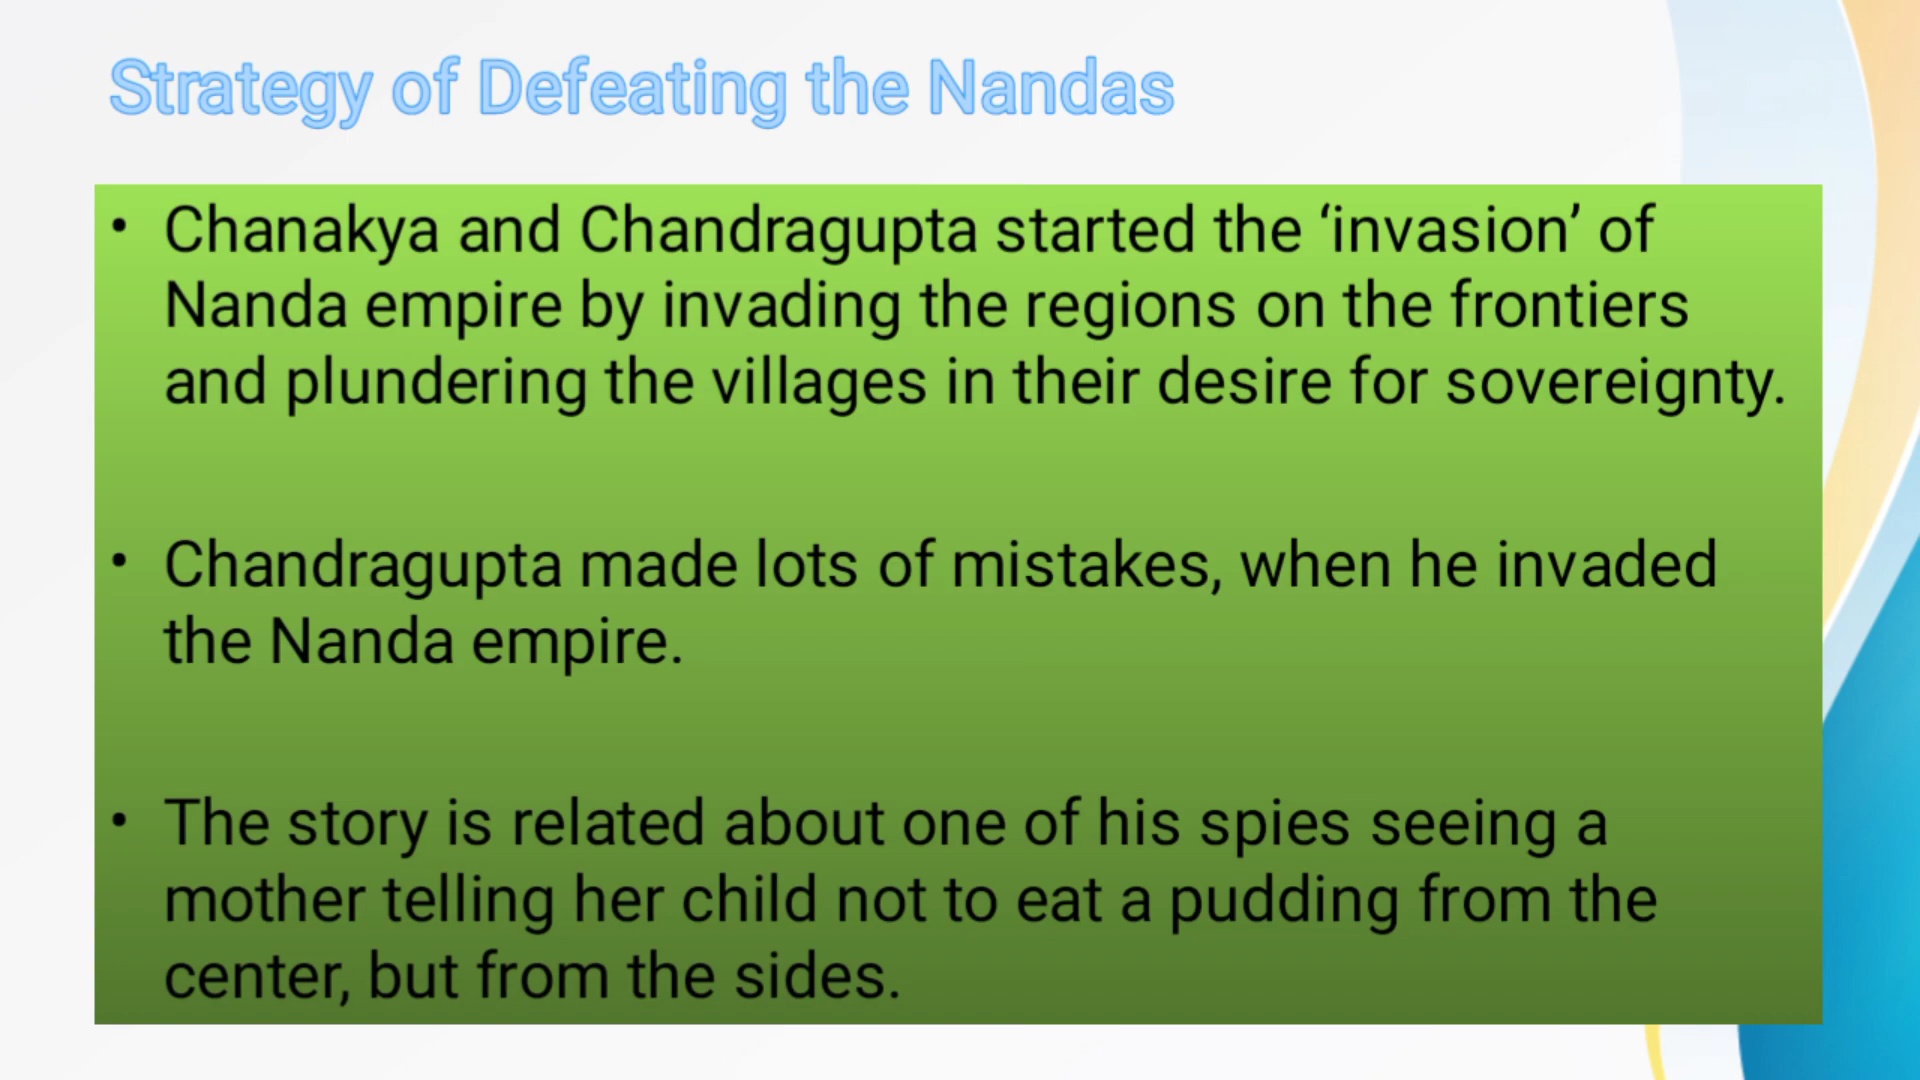 Strategy of Defeating the Nandas
• Chanakya and Chandragupta started the ‘invasion’ of
Nanda empire by invading the regions on the frontiers
and plundering the villages in their desire for sovereignty.
• Chandragupta made lots of mistakes, when he invaded
the Nanda empire.
• The story is related about one of his spies seeing a
mother telling her child not to eat a pudding from the
center, but from the sides.